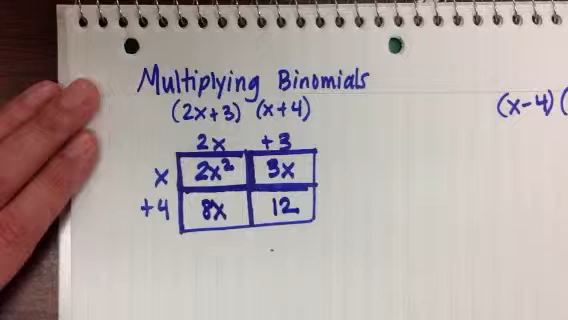 Multiplying Binomials
(2x+3) (x+4) (x-4)(
2x +3
x 2x² 3x
+4 8x 12